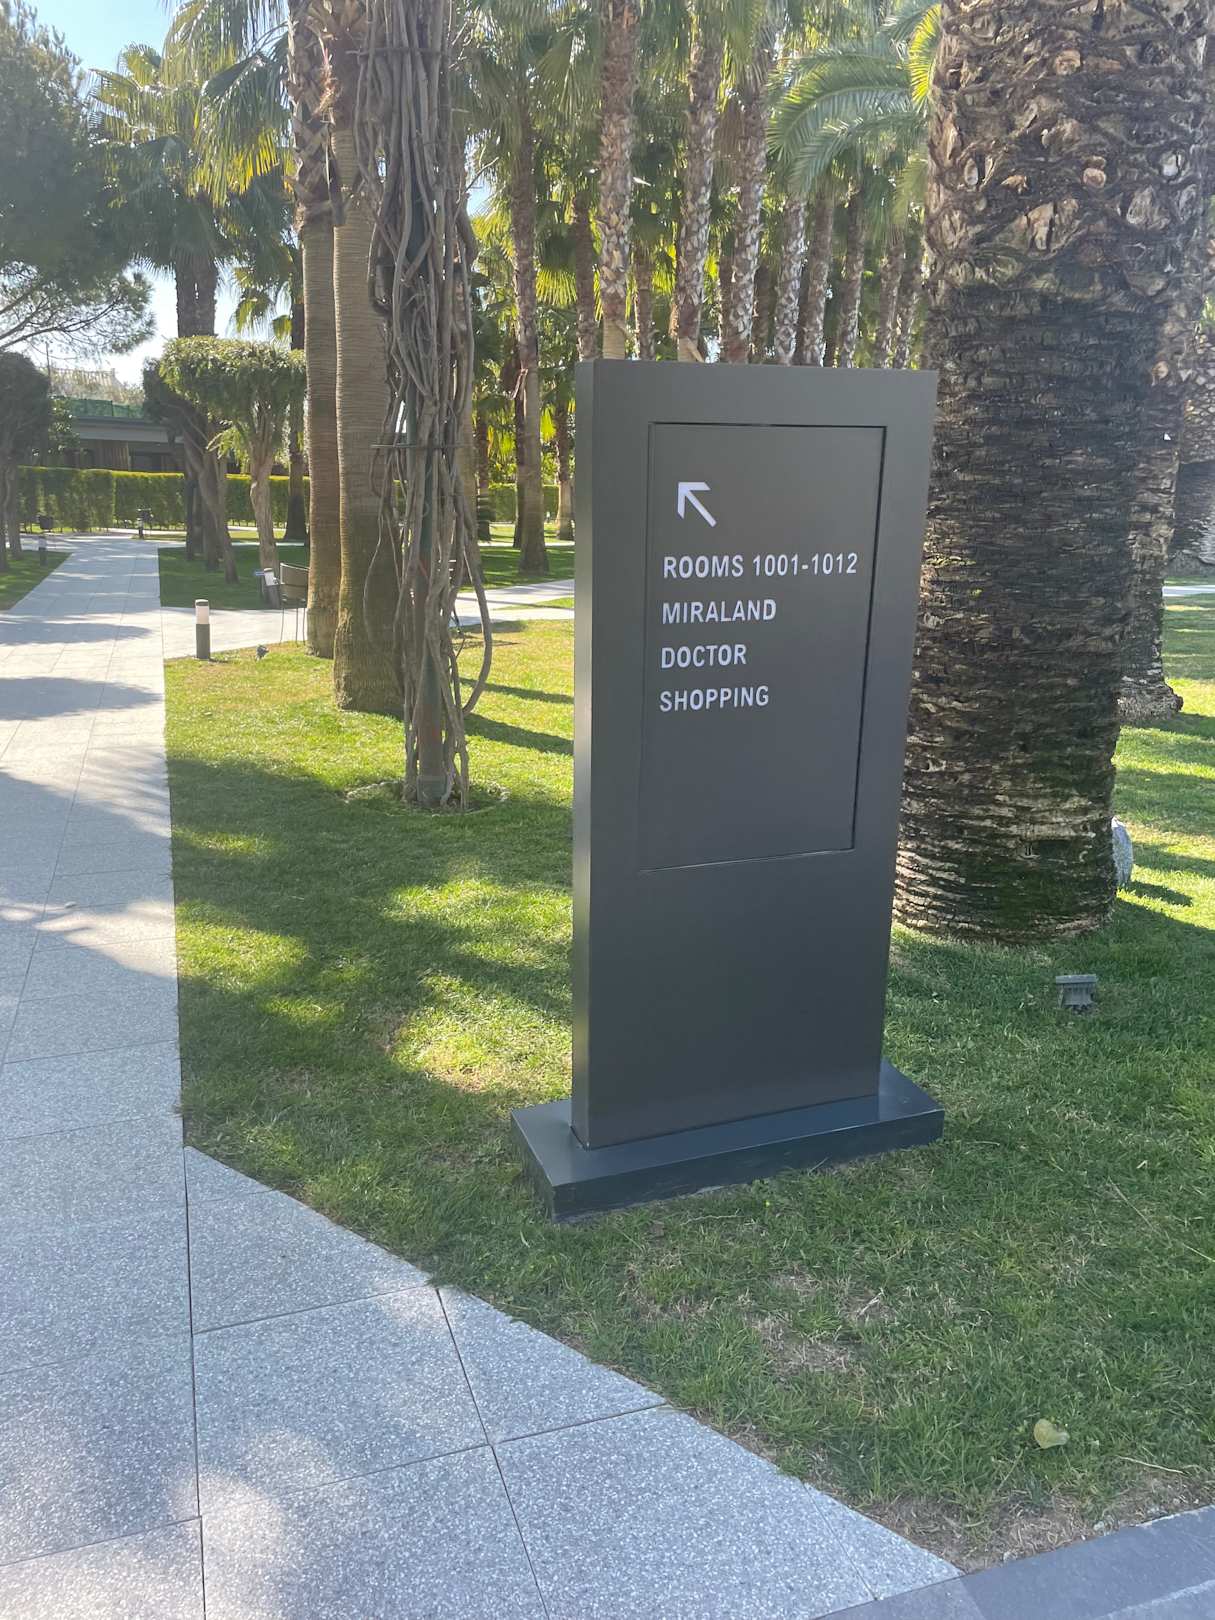 ROOMS 1001-1012
MIRALAND
DOCTOR
SHOPPING